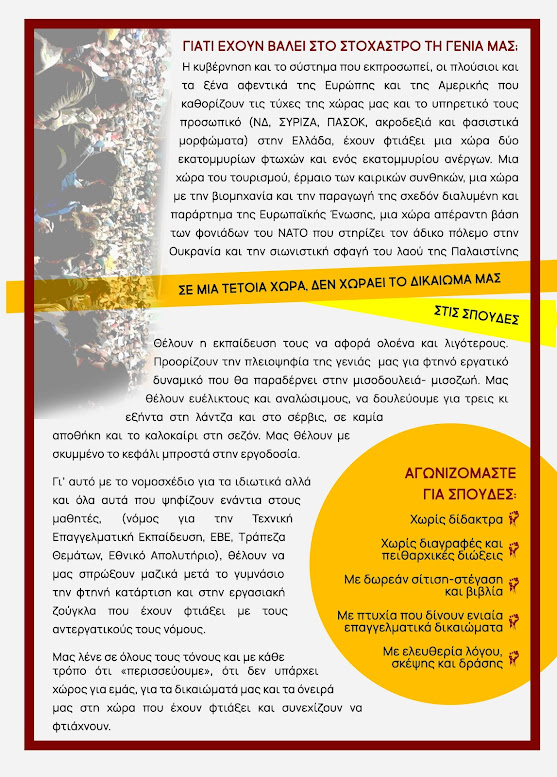 ΓΙΑΤΙ ΕΧΟΥΝ ΒΑΛΕΙ ΣΤΟ ΣΤΟΧΑΣΤΡΟ ΤΗ ΓΕΝΙΑ ΜΑΣ;
Η κυβέρνηση και το σύστημα που εκπροσωπεί, οι πλούσιοι και
τα ξένα αφεντικά της Ευρώπης και της Αμερικής που
καθορίζουν τις τύχες της χώρας μας και το υπηρετικό τους
προσωπικό (ΝΔ, ΣΥΡΙΖΑ, ΠΑΣΟΚ, ακροδεξιά και φασιστικά
μορφώματα) στην Ελλάδα, έχουν φτιάξει μια χώρα δύο
εκατομμυρίων φτωχών και ενός εκατομμυρίου ανέργων. Μια
χώρα του τουρισμού, έρμαιο των καιρικών συνθηκών, μια χώρα
με την βιομηχανία και την παραγωγή της σχεδόν διαλυμένη και
παράρτημα της Ευρωπαϊκής Ένωσης, μια χώρα απέραντη βάση
των φονιάδων του ΝΑΤΟ που στηρίζει τον άδικο πόλεμο στην
Ουκρανία και την σιωνιστική σφαγή του λαού της Παλαιστίνης
ΣΕ ΜΙΑ ΤΕΤΟΙΑ ΧΩΡΑ, ΔΕΝ ΧΩΡΑΕΙ ΤΟ ΔΙΚΑΙΩΜΑ ΜΑΣ
ΣΤΙΣ ΣΠΟΥΔΕΣ
Θέλουν η εκπαίδευση τους να αφορά ολοένα και λιγότερους.
Προορίζουν την πλειοψηφία της γενιάς μας για φτηνό εργατικό
δυναμικό που θα παραδέρνει στην μισοδουλειά- μισοζωή. Μας
θέλουν ευέλικτους και αναλώσιμους, να δουλεύουμε για τρεις κι
εξήντα στη λάντζα και στο σέρβις, σε καμία
αποθήκη και το καλοκαίρι στη σεζόν. Μας θέλουν με
σκυμμένο το κεφάλι μπροστά στην εργοδοσία.
Γι' αυτό με το νομοσχέδιο για τα ιδιωτικά αλλά
και όλα αυτά που ψηφίζουν ενάντια στους
μαθητές, (νόμος για την Τεχνική
Επαγγελματική Εκπαίδευση, ΕΒΕ, Τράπεζα
Θεμάτων, Εθνικό Απολυτήριο), θέλουν να
μας σπρώξουν μαζικά μετά το γυμνάσιο
την φτηνή κατάρτιση και στην εργασιακή
ζούγκλα που έχουν φτιάξει με τους
αντεργατικούς τους νόμους.
Μας λένε σε όλους τους τόνους και με κάθε
τρόπο ότι «περισσεύουμε», ότι δεν υπάρχει
χώρος για εμάς, για τα δικαιώματά μας και τα όνειρά
μας στη χώρα που έχουν φτιάξει και συνεχίζουν να
φτιάχνουν.
ΑΓΩΝΙΖΟΜΑΣΤΕ
ΓΙΑ ΣΠΟΥΔΕΣ:
Χωρίς δίδακτρα
Χωρίς διαγραφές και
πειθαρχικές διώξεις
Με δωρεάν σίτιση-στέγαση
και βιβλία
Με πτυχία που δίνουν ενιαία
επαγγελματικά δικαιώματα
Με ελευθερία λόγου,
σκέψης και δράσης